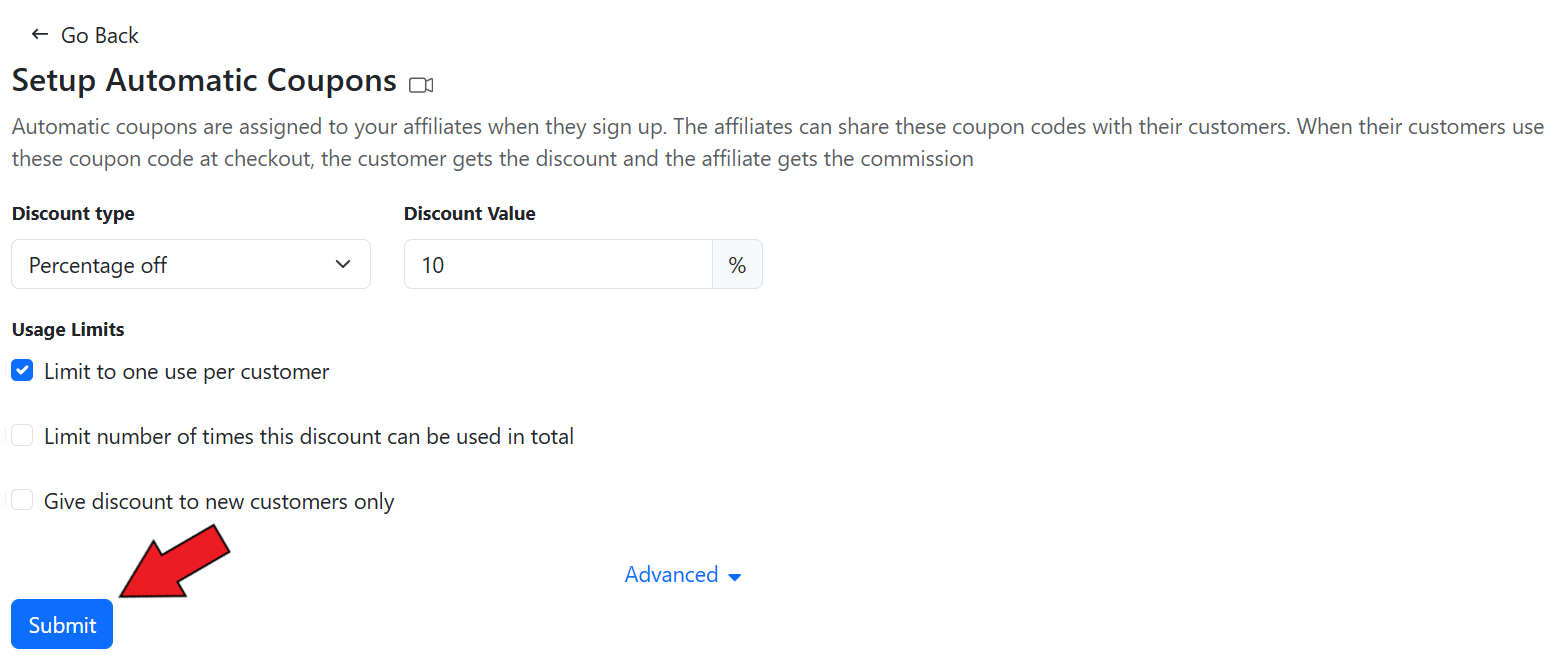 Go Back
Setup Automatic Coupons
Automatic coupons are assigned to your affiliates when they sign up. The affiliates can share these coupon codes with their customers. When their customers use
these coupon code at checkout, the customer gets the discount and the affiliate gets the commission
Discount type
Discount Value
Percentage off
10
%
Usage Limits
Limit to one use per customer
Limit number of times this discount can be used in total
Give discount to new customers only
Advanced
Submit